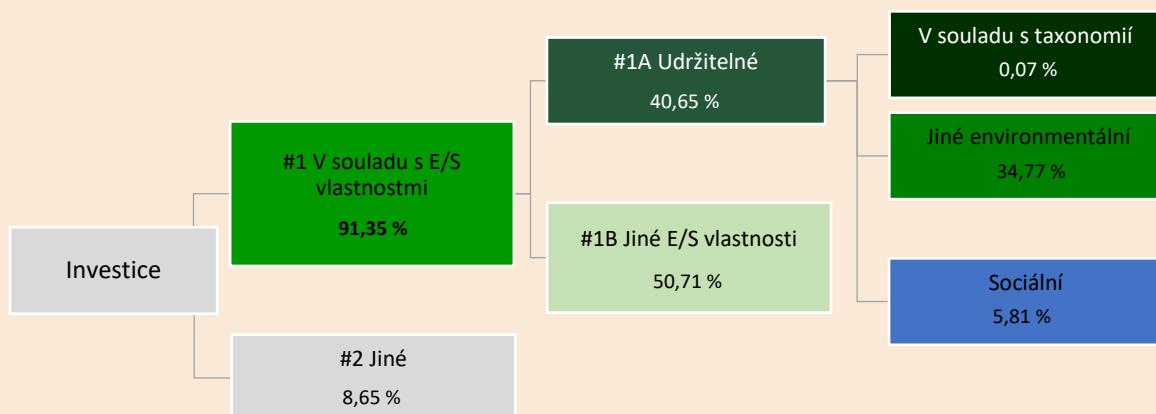 Investice
#1 V souladu s E/S
vlastnostmi
91,35 %
#2 Jiné
8,65 %
#1A Udržitelné
40,65 %
#1B Jiné E/S vlastnosti
50,71 %
V souladu s taxonomií
0,07 %
Jiné environmentální
34,77 %
Sociální
5,81 %